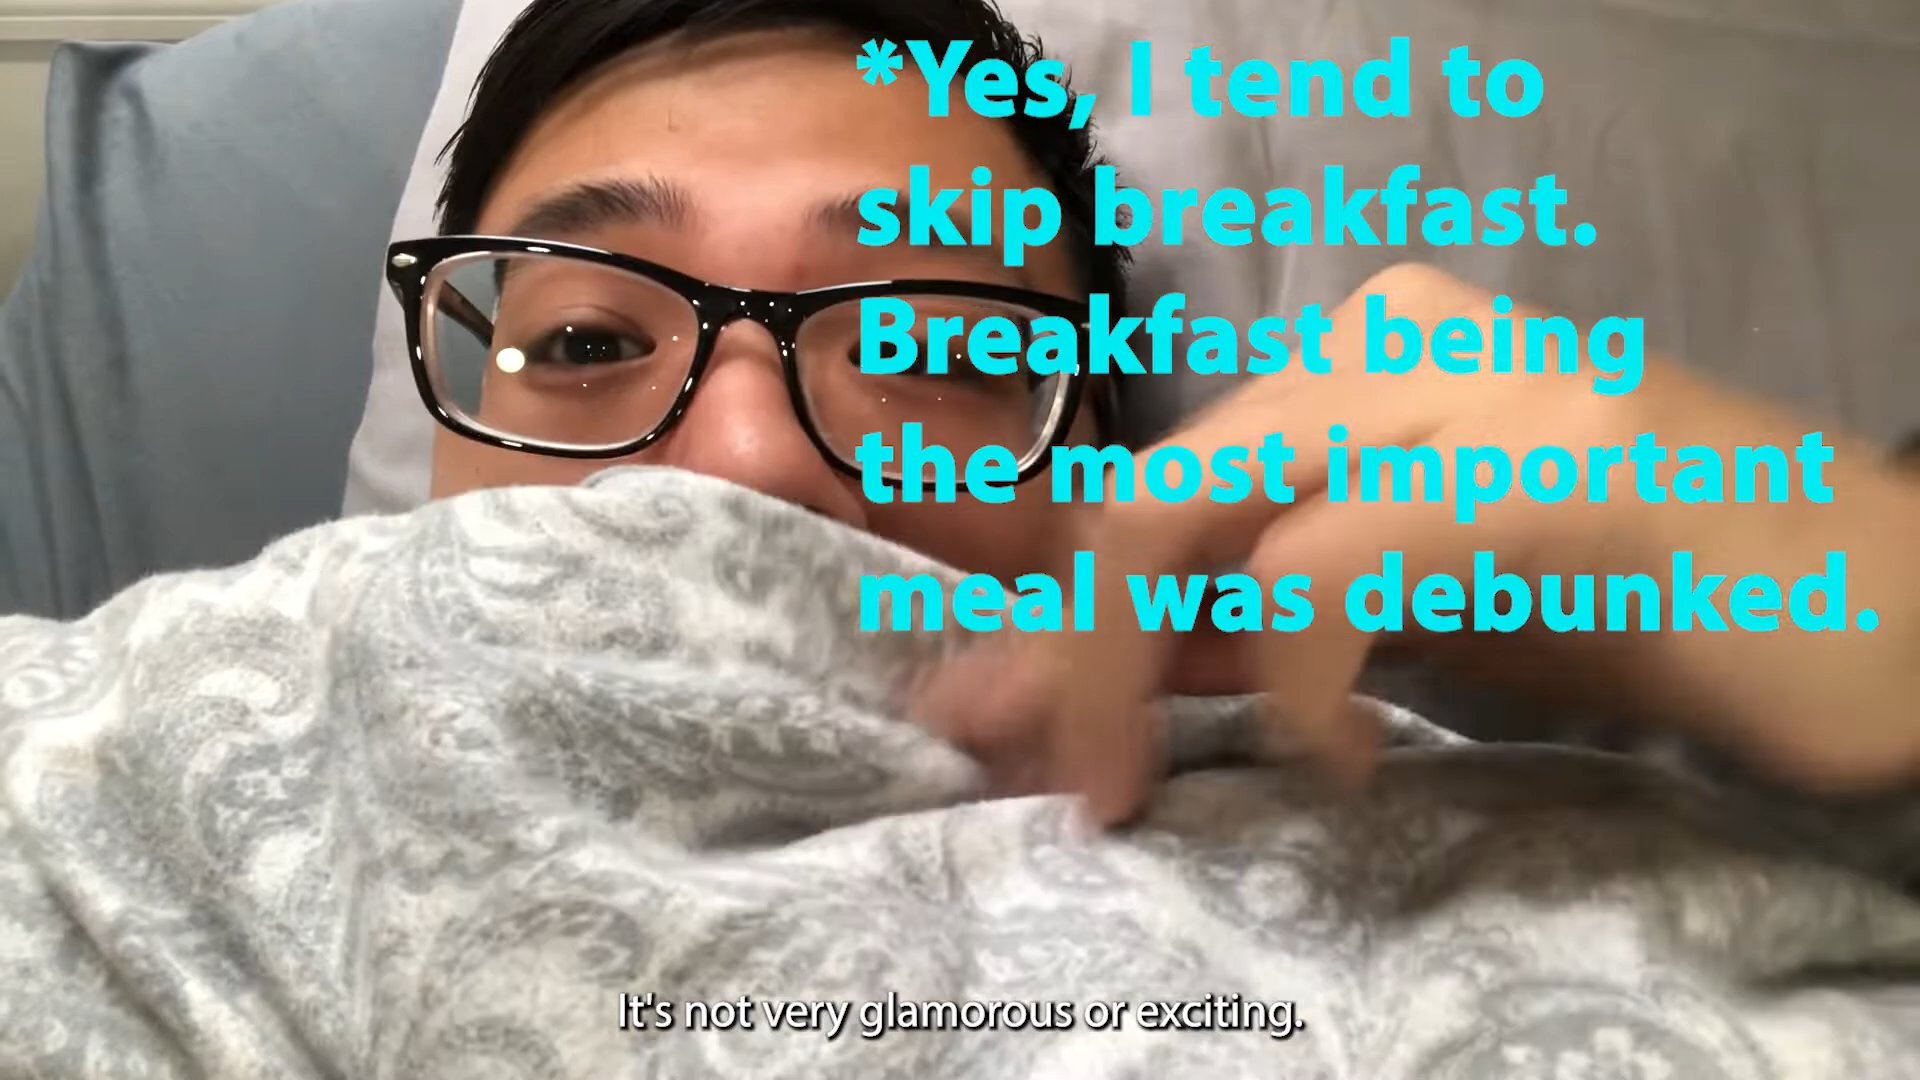 *Yes, I tend to
skip breakfast.
Breakfast being
the most important
meal was debunked.
It's not very glamorous or exciting.